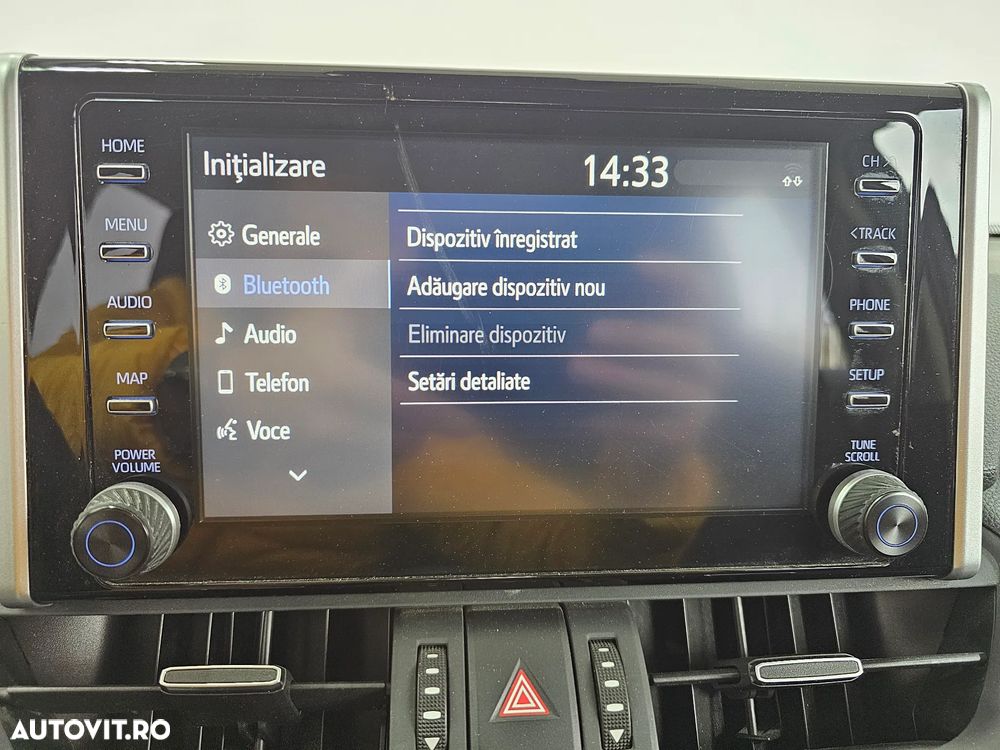 HOME
MENU
AUDIO
MAP
POWER
VOLUME
Inițializare
14:33
Generale
Bluetooth
Audio
Telefon
Voce
Dispozitiv înregistrat
Adăugare dispozitiv nou
Eliminare dispozitiv
Setări detaliate
CH >
<TRACK
PHONE
SETUP
TUNE
SCROLL
AUTOVIT.RO